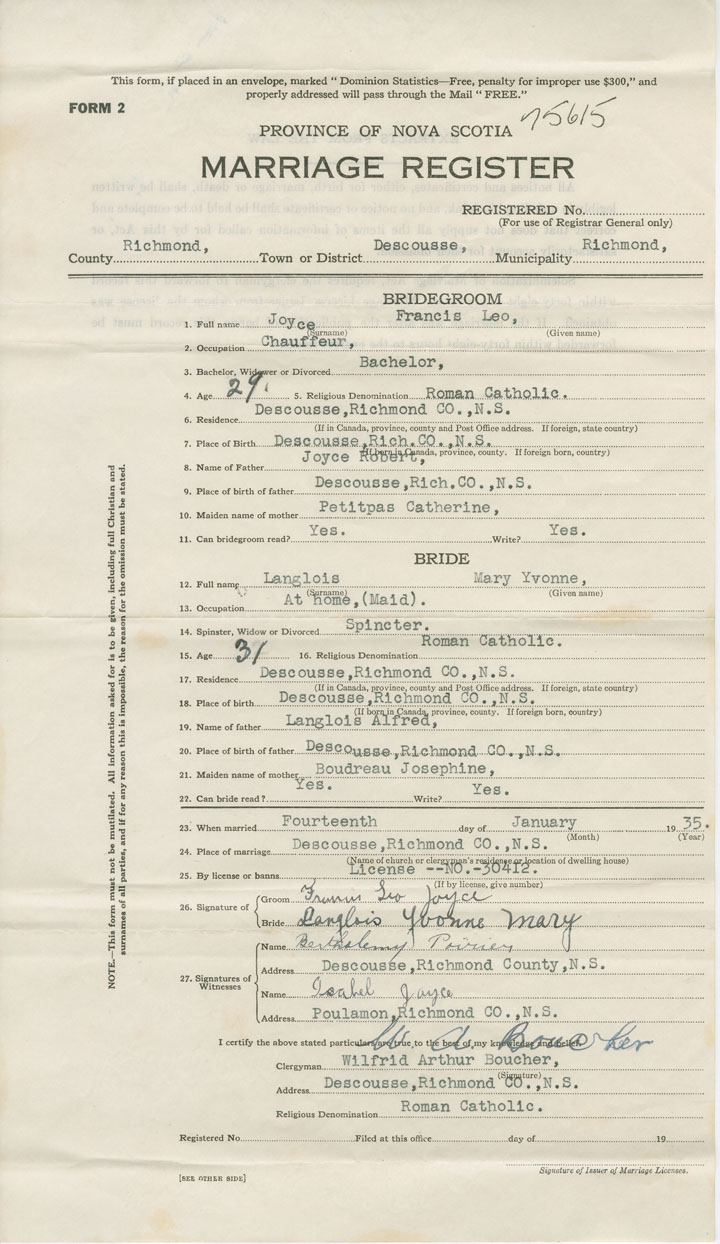 This form, if placed in an envelope, marked “ Dominion Statistics—Free, penalty for improper use $300,” and
properly addressed will pass through the Mail “ FREE.”
FORM 2
75615
PROVINCE OF NOVA SCOTIA
MARRIAGE REGISTER
REGISTERED No.
(For use of Registrar General only)
County Richmond, Town or District Descousse, Municipality Richmond,
BRIDEGROOM
1. Full name Joyce Francis Leo,
(Surname) (Given name)
2. Occupation Chauffeur,
3. Bachelor, Widower or Divorced Bachelor,
4. Age 29. 5. Religious Denomination Roman Catholic.
6. Residence Descousse,Richmond CO.,N.S.
(If in Canada, province, county and Post Office address. If foreign, state country)
7. Place of Birth Descousse,Rich.CO.,N.S.
(If born in Canada, province, county. If foreign born, country)
8. Name of Father Joyce Robert,
9. Place of birth of father Descousse,Rich.CO.,N.S.
10. Maiden name of mother Petitpas Catherine,
11. Can bridegroom read? Yes. Write? Yes.
BRIDE
12. Full name Langlois Mary Yvonne,
(Surname) (Given name)
13. Occupation At home,(Maid).
14. Spinster, Widow or Divorced Spincter.
15. Age 31 16. Religious Denomination Roman Catholic.
17. Residence Descousse,Richmond CO.,N.S.
(If in Canada, province, county and Post Office address. If foreign, state country)
18. Place of birth Descousse,Richmond CO.,N.S.
(If born in Canada, province, county. If foreign born, country)
19. Name of father Langlois Alfred,
20. Place of birth of father Descousse,Richmond CO.,N.S.
21. Maiden name of mother Boudreau Josephine,
22. Can bride read? Yes. Write? Yes.
23. When married Fourteenth day of January 19 35.
(Month) (Year)
24. Place of marriage Descousse,Richmond CO.,N.S.
(Name of church or clergyman's residence or location of dwelling house)
25. By license or banns License --NO.-30412.
(If by license, give number)
26. Signature of
Groom Francis Leo Joyce
Bride Langlois Yvonne Mary
27. Signatures of Witnesses
Name Bertholemy Poirier
Address Descousse,Richmond County,N.S.
Name Isabel Joyce
Address Poulamon,Richmond CO.,N.S.
I certify the above stated particulars are true to the best of my knowledge and belief.
W A Boucher
Clergyman Wilfrid Arthur Boucher,
(Signature)
Address Descousse,Richmond CO.,N.S.
Religious Denomination Roman Catholic.
Registered No. Filed at this office day of 19
Signature of Issuer of Marriage Licenses.
[SEE OTHER SIDE]
NOTE.—This form must not be mutilated. All information asked for is to be given, including full Christian and
surnames of all parties, and if for any reason this is impossible, the reason for the omission must be stated.